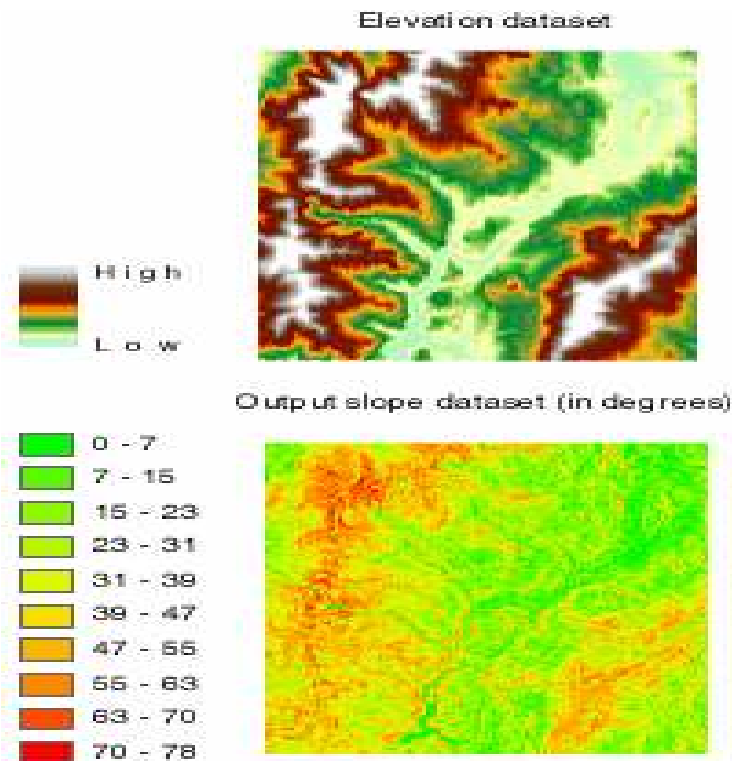 Elevation dataset
High
Low
Output slope dataset (in degrees)
0 - 7
7 - 15
15 - 23
23 - 31
31 - 39
39 - 47
47 - 55
55 - 63
63 - 70
70 - 78